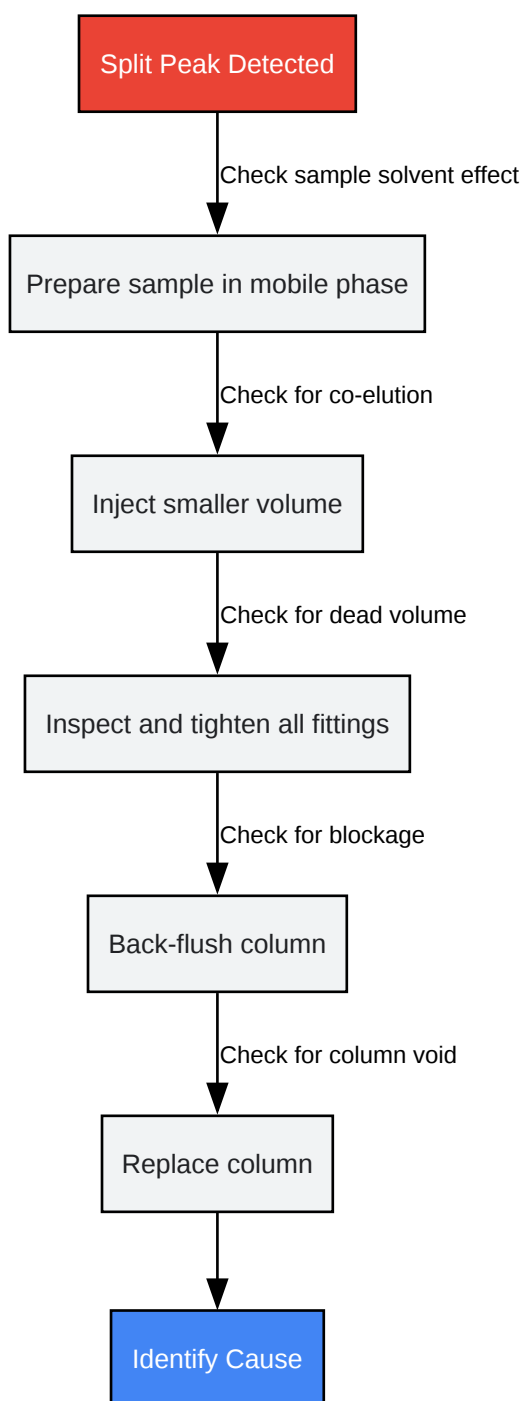 Split Peak Detected
Check sample solvent effect
Prepare sample in mobile phase
Check for co-elution
Inject smaller volume
Check for dead volume
Inspect and tighten all fittings
Check for blockage
Back-flush column
Check for column void
Replace column
Identify Cause